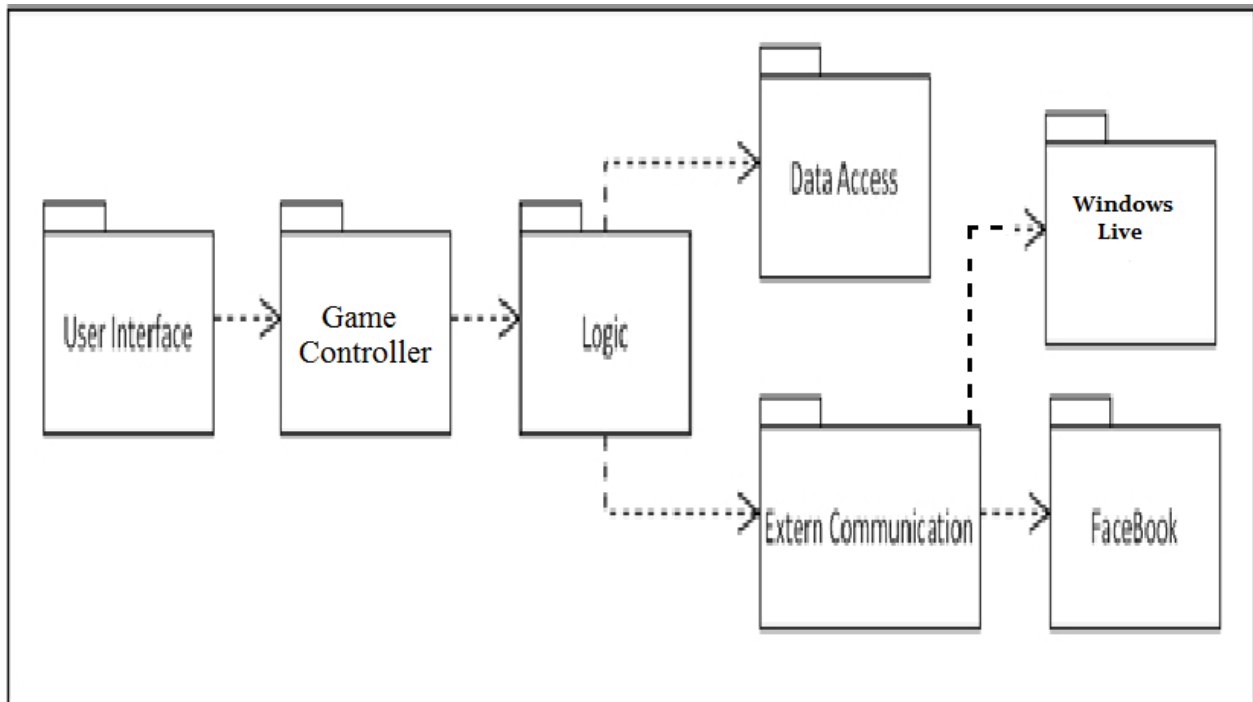 User Interface
Game
Controller
Logic
Data Access
Extern Communication
Windows
Live
FaceBook